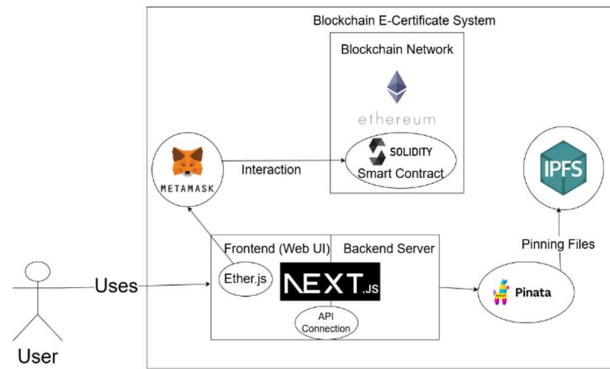 Blockchain E-Certificate System
Blockchain Network
ethereum
SOLIDITY
Smart Contract
METAMASK
Interaction
IPFS
Pinning Files
Frontend (Web UI)
Backend Server
Ether.js
NEXT.JS
API
Connection
Pinata
Uses
User